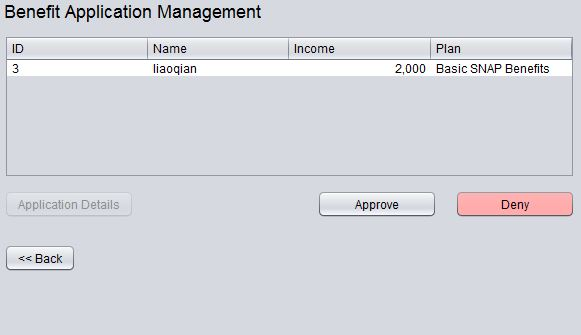 Benefit Application Management
ID Name Income Plan
3 liaoqian 2,000 Basic SNAP Benefits
Application Details Approve Deny
<< Back